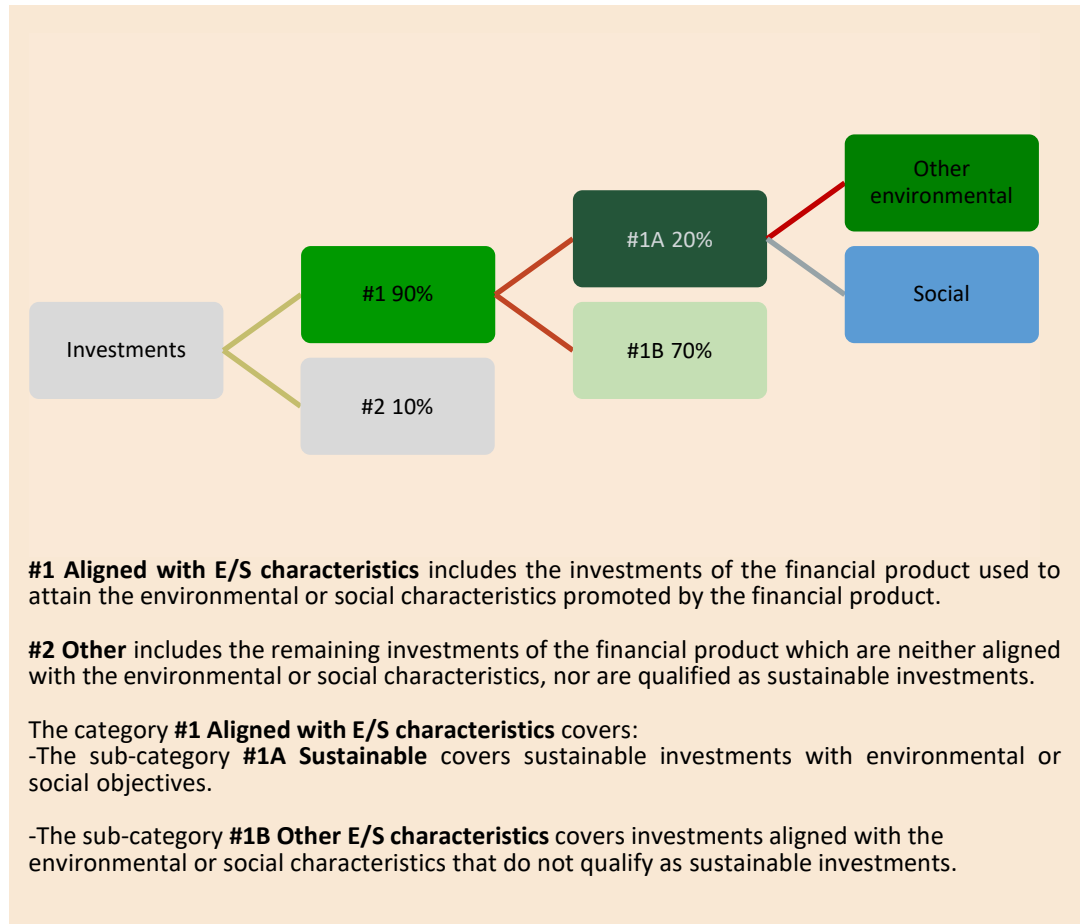 Other
environmental
#1A 20%
#1 90%
Social
Investments
#1B 70%
#2 10%
#1 Aligned with E/S characteristics includes the investments of the financial product used to
attain the environmental or social characteristics promoted by the financial product.
#2 Other includes the remaining investments of the financial product which are neither aligned
with the environmental or social characteristics, nor are qualified as sustainable investments.
The category #1 Aligned with E/S characteristics covers:
-The sub-category #1A Sustainable covers sustainable investments with environmental or
social objectives.
-The sub-category #1B Other E/S characteristics covers investments aligned with the
environmental or social characteristics that do not qualify as sustainable investments.